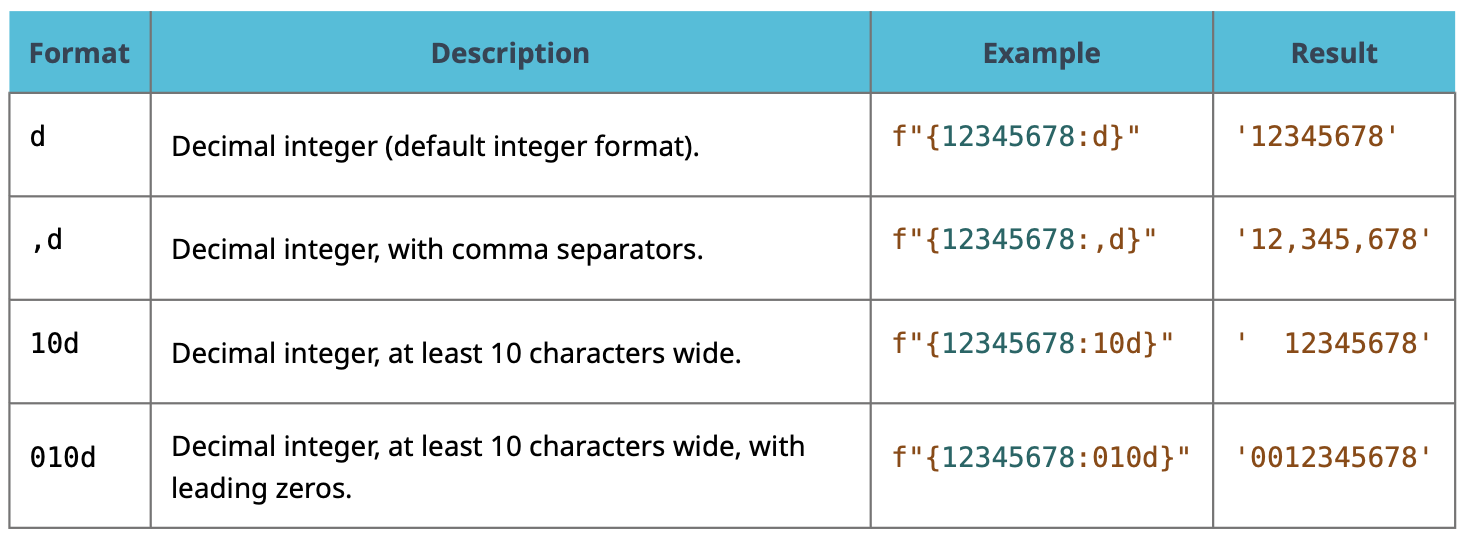 Format Description Example Result
d Decimal integer (default integer format). f"{12345678:d}" '12345678'
,d Decimal integer, with comma separators. f"{12345678:,d}" '12,345,678'
10d Decimal integer, at least 10 characters wide. f"{12345678:10d}" '  12345678'
010d Decimal integer, at least 10 characters wide, with
leading zeros. f"{12345678:010d}" '0012345678'